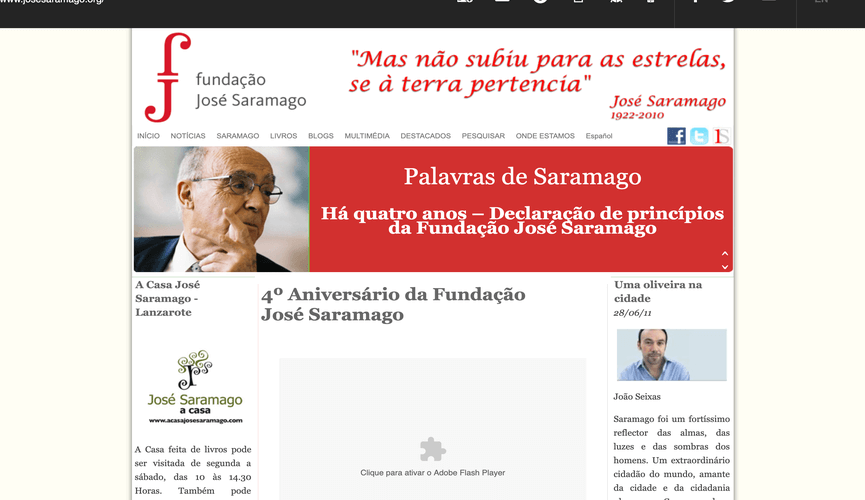 www.josesaramago.org/
EN
fundação
José Saramago
"Mas não subiu para as estrelas,
se à terra pertencia"
José Saramago
1922-2010
INÍCIO NOTÍCIAS SARAMAGO LIVROS BLOGS MULTIMÉDIA DESTACADOS PESQUISAR ONDE ESTAMOS Español
Palavras de Saramago
Há quatro anos – Declaração de princípios
da Fundação José Saramago
A Casa José
Saramago -
Lanzarote
José Saramago
a casa
www.acasajosesaramago.com
A Casa feita de livros pode
ser visitada de segunda a
sábado, das 10 às 14.30
Horas. Também pode
4º Aniversário da Fundação
José Saramago
Clique para ativar o Adobe Flash Player
Uma oliveira na
cidade
28/06/11
João Seixas
Saramago foi um fortíssimo
reflector das almas, das
luzes e das sombras dos
homens. Um extraordinário
cidadão do mundo, amante
da cidade e da cidadania